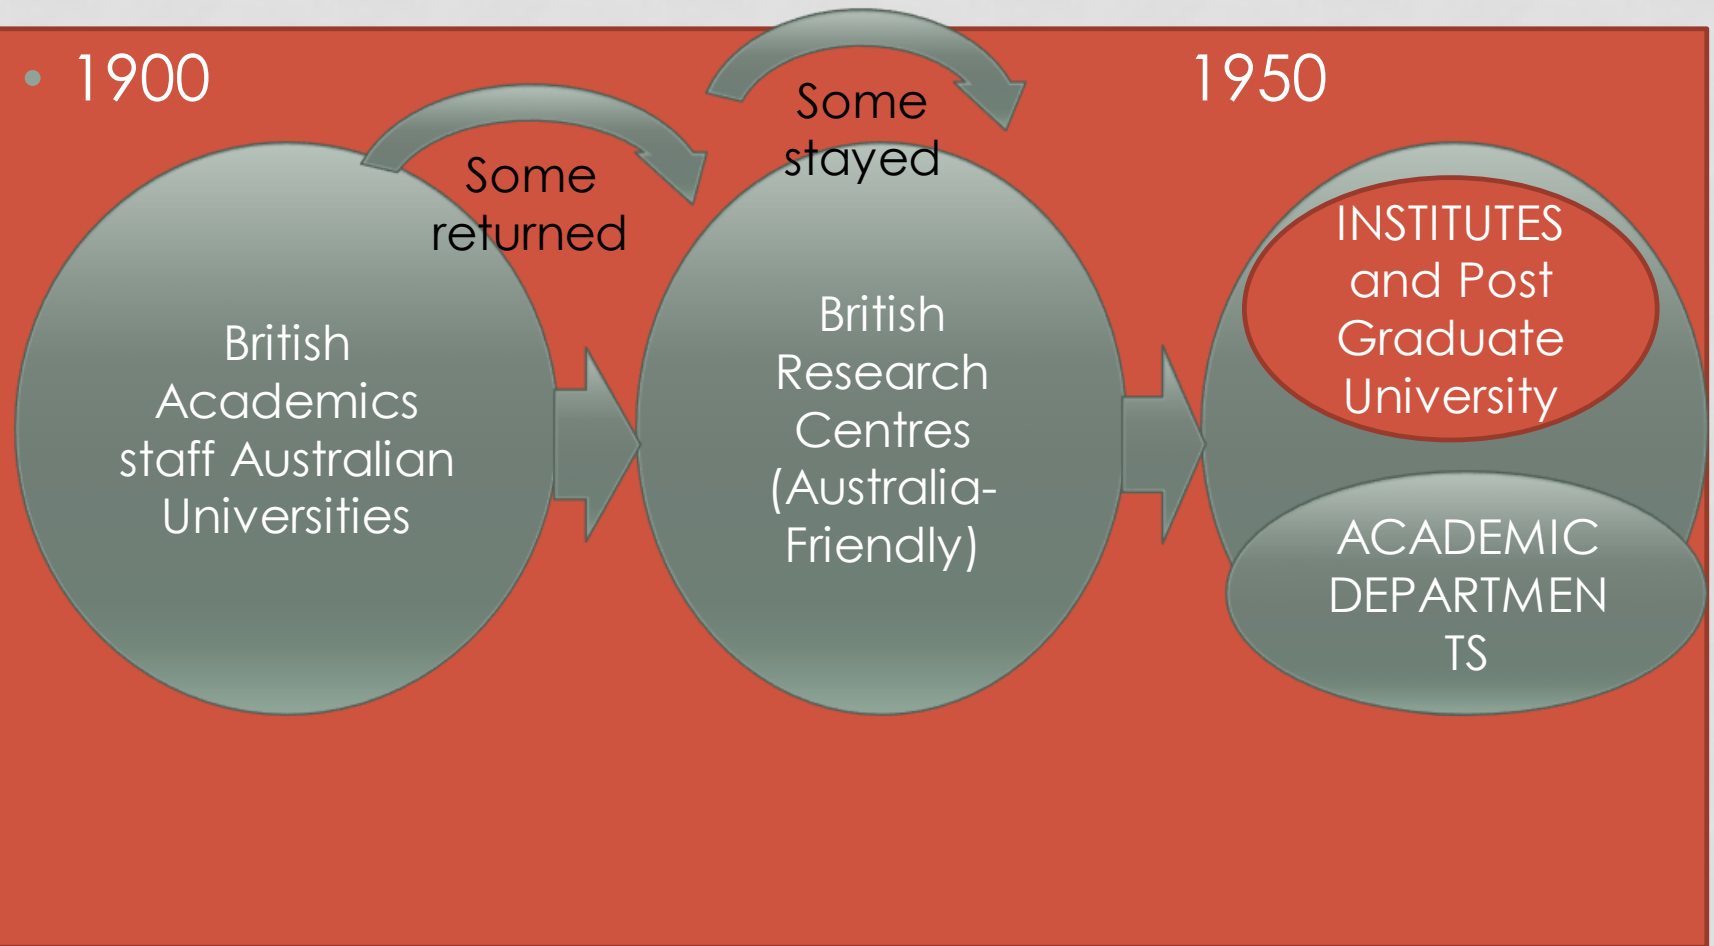 1900
1950
Some
returned
Some
stayed
British
Academics
staff Australian
Universities
British
Research
Centres
(Australia-
Friendly)
INSTITUTES
and Post
Graduate
University
ACADEMIC
DEPARTMEN
TS